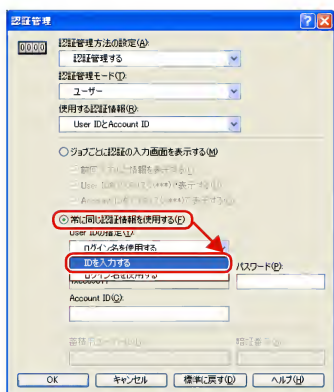 認証管理
0000
認証管理方法の設定(A):
認証管理する
認証管理モード(T):
ユーザー
使用する認証情報(R):
User IDとAccount ID
ジョブごとに認証の入力画面を表示する(M)
常に同じ認証情報を使用する(F)
User IDの指定(I):
ログイン名を使用する
IDを入力する
ログイン名を使用する
パスワード(P):
Account ID(C):
OK
キャンセル
標準に戻す(D)
ヘルプ(H)